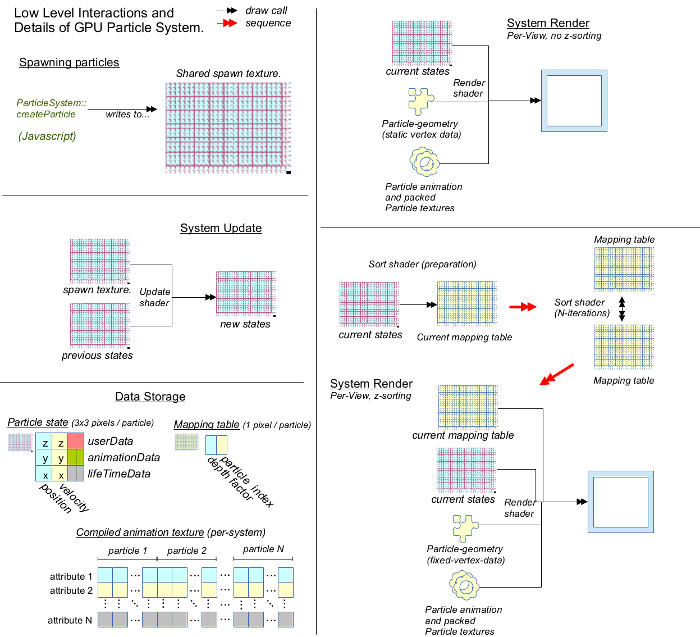 Low Level Interactions and
Details of GPU Particle System.
draw call
sequence
Spawning particles
Shared spawn texture.
ParticleSystem::
createParticle
writes to...
(Javascript)
System Update
spawn texture.
Update
shader
previous states
new states
Data Storage
Particle state (3x3 pixels / particle)
z z userData
y y animationData
x x lifeTimeData
position
velocity
Mapping table (1 pixel / particle)
depth factor
particle_index
Compiled animation texture (per-system)
particle 1 particle 2 particle N
attribute 1
attribute 2
attribute N
System Render
Per-View, no z-sorting
current states
Render
shader
Particle-geometry
(static vertex data)
Particle animation
and packed
Particle textures
Sort shader (preparation)
current states
Current mapping table
Mapping table
Sort shader
(N-iterations)
Mapping table
System Render
Per-View, z-sorting
current mapping table
current states
Render
shader
Particle-geometry
(fixed-vertex-data)
Particle animation
and packed
Particle textures